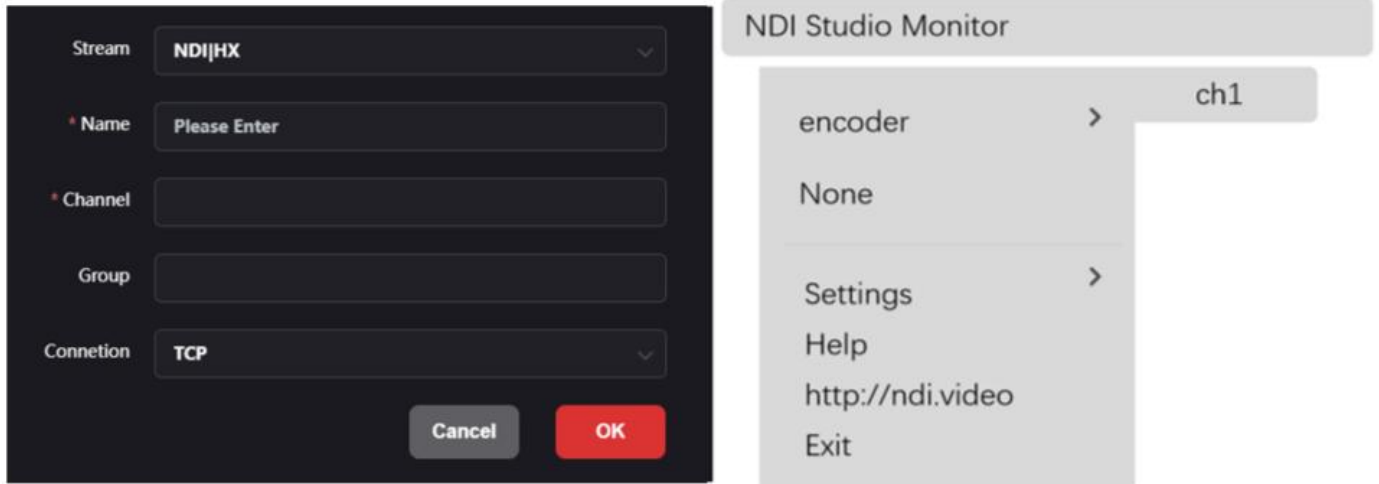 Stream NDI|HX
* Name Please Enter
* Channel
Group
Connetion TCP
Cancel OK
NDI Studio Monitor
encoder > ch1
None
Settings >
Help
http://ndi.video
Exit